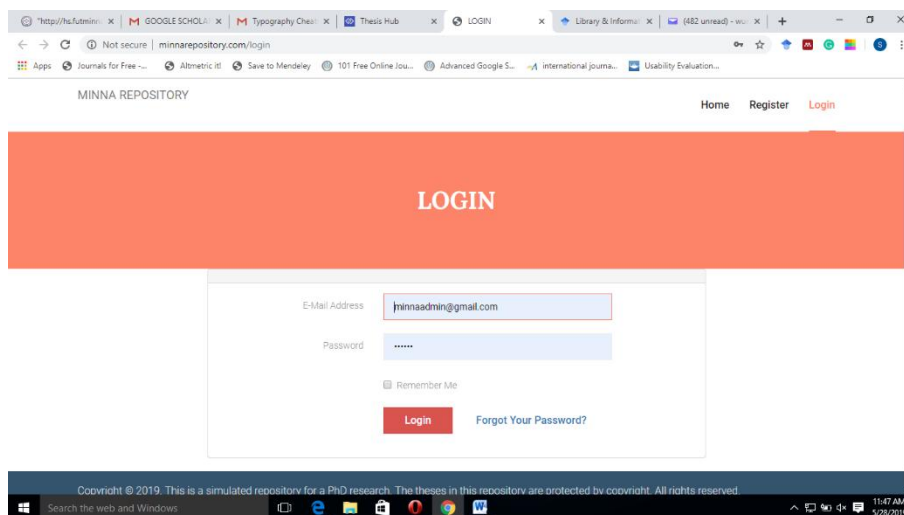 "http://hs.futminn
GOOGLE SCHOLA
Typography Chea
Thesis Hub
LOGIN
Library & Informat
(482 unread) - wo
Not secure | minnarepository.com/login
Apps
Journals for Free -...
Altmetric it!
Save to Mendeley
101 Free Online Jou...
Advanced Google S...
international journa...
Usability Evaluation...
MINNA REPOSITORY
Home Register Login
LOGIN
E-Mail Address minnaadmin@gmail.com
Password ••••••
Remember Me
Login Forgot Your Password?
Copyright © 2019. This is a simulated repository for a PhD research. The theses in this repository are protected by copyright. All rights reserved.
Search the web and Windows
11:47 AM
5/28/201